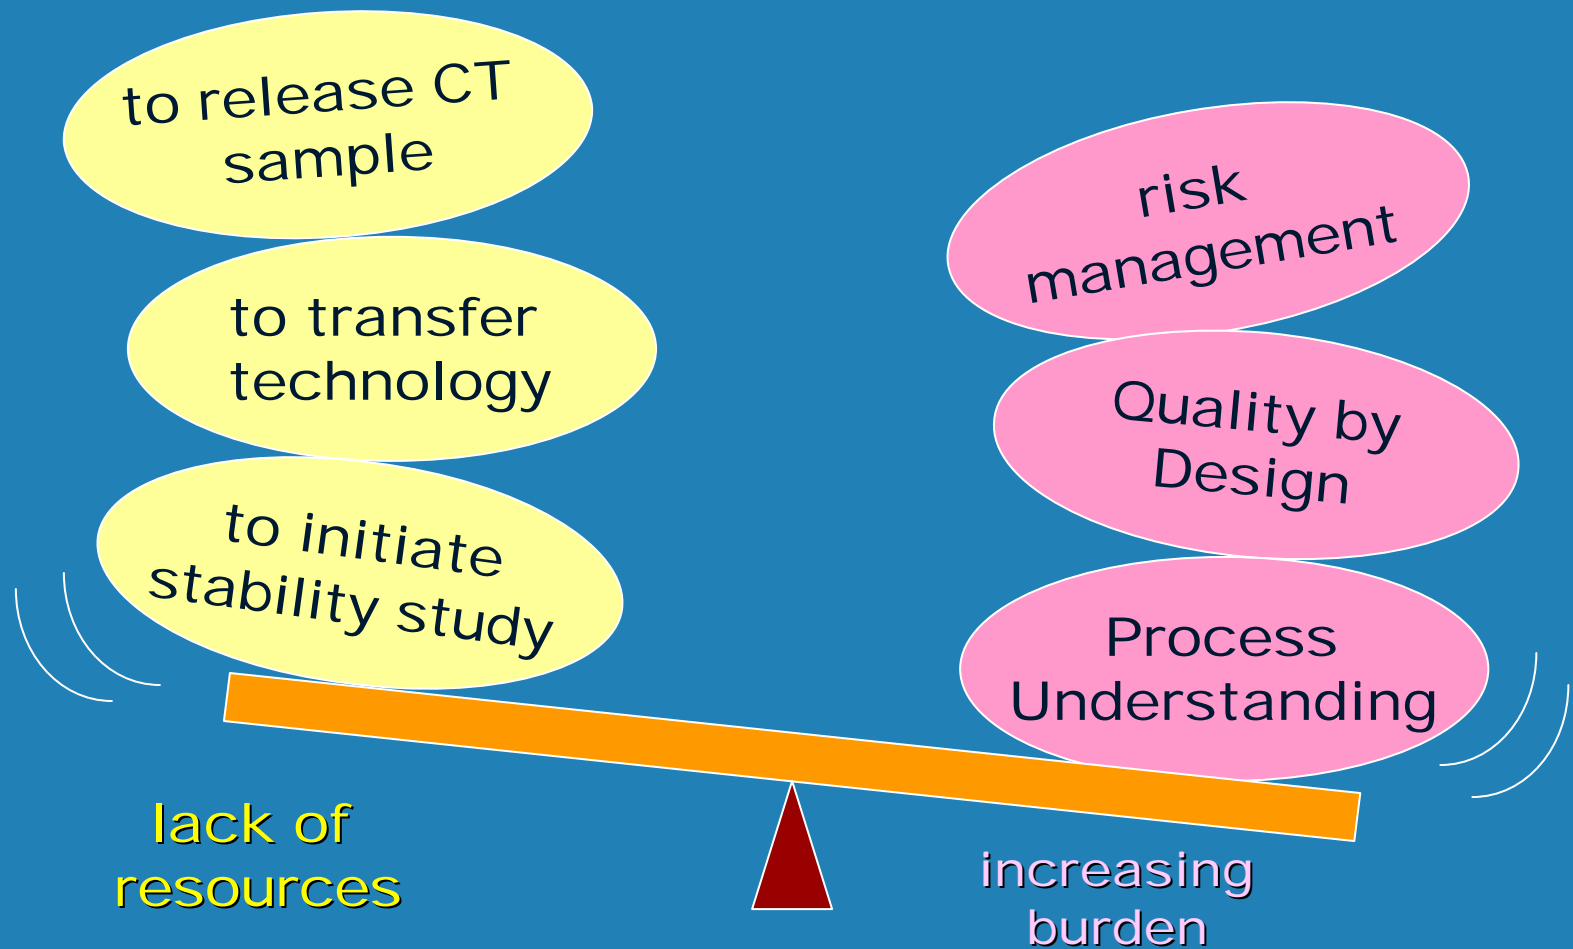 to release CT
sample
to transfer
technology
to initiate
stability study
lack of
resources
risk
management
Quality by
Design
Process
Understanding
increasing
burden